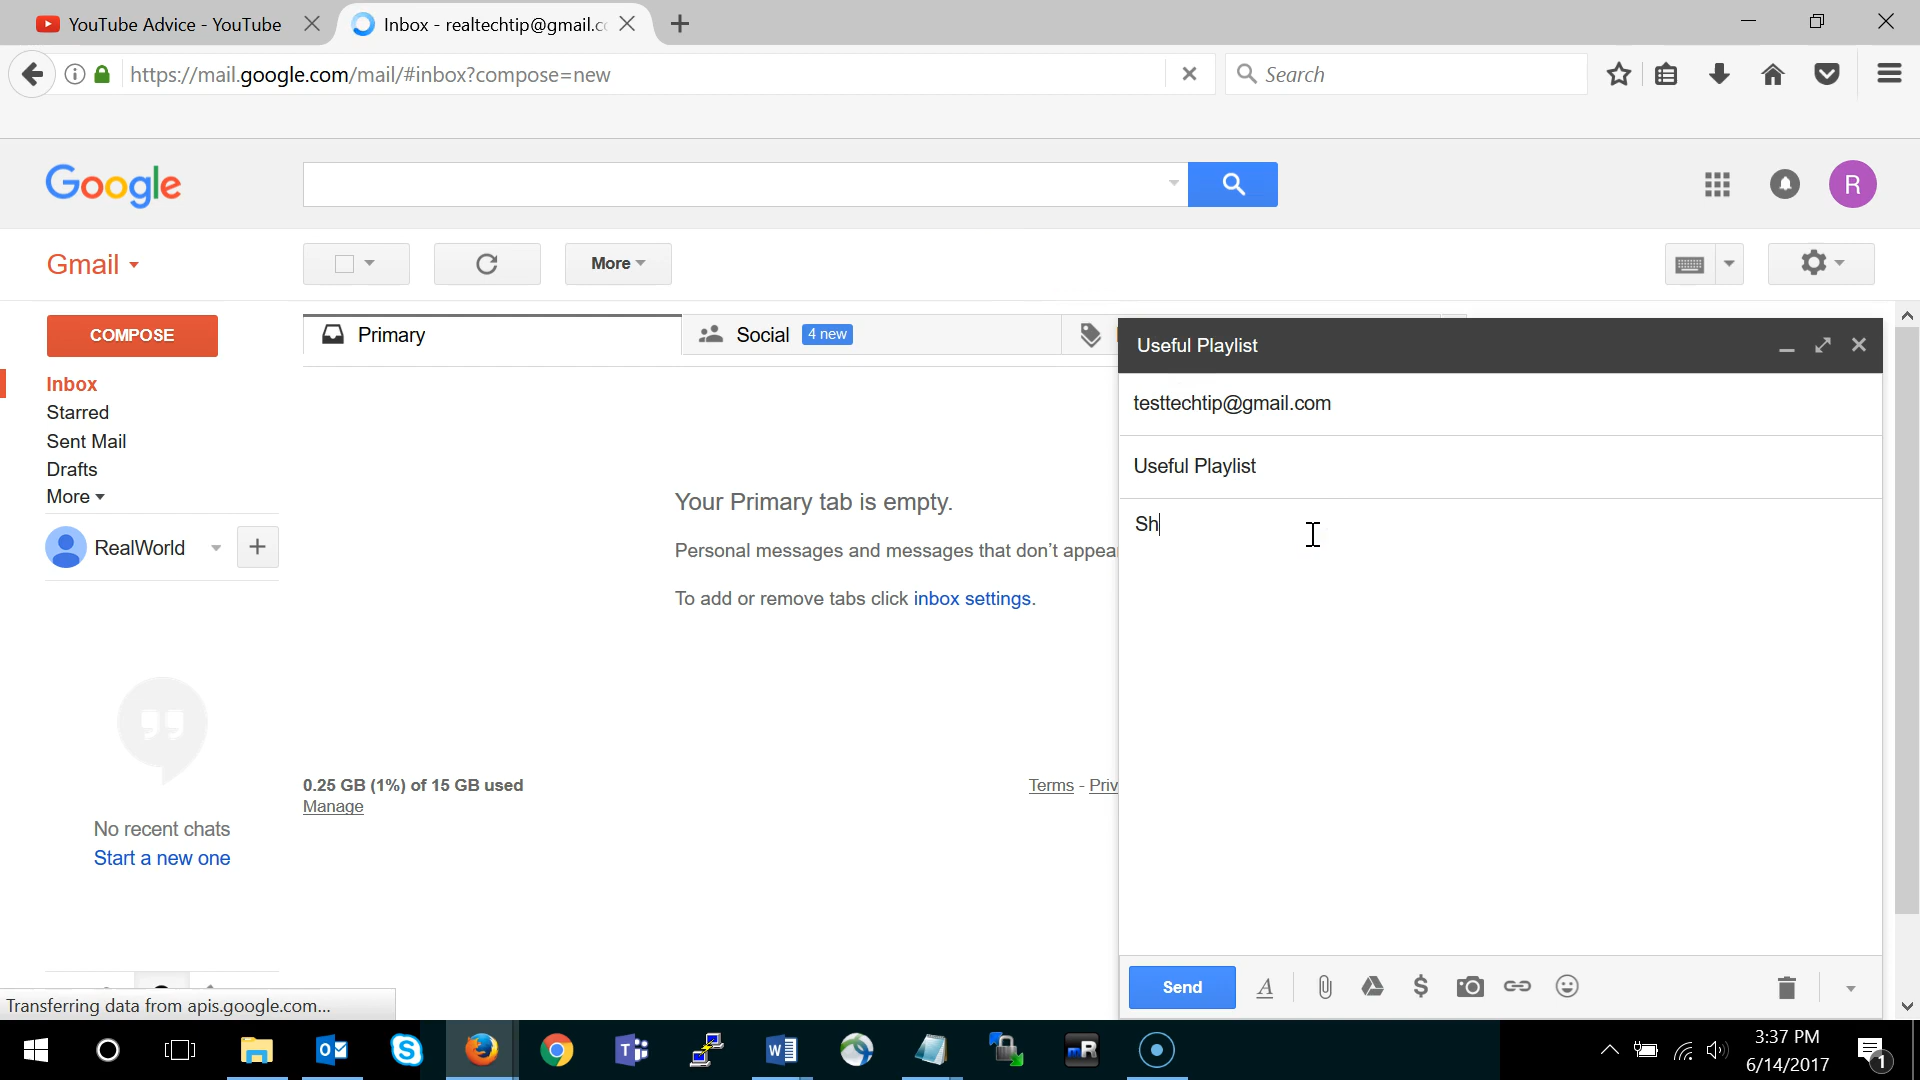 YouTube Advice - YouTube
Inbox - realtechtip@gmail.cc
https://mail.google.com/mail/#inbox?compose=new
Search
Google
R
Gmail
More
COMPOSE
Primary
Social 4 new
Useful Playlist
Inbox
Starred
Sent Mail
Drafts
More
testtechtip@gmail.com
Useful Playlist
Sh
RealWorld
Your Primary tab is empty.
Personal messages and messages that don't appea
To add or remove tabs click inbox settings.
0.25 GB (1%) of 15 GB used
Manage
Terms - Priv
No recent chats
Start a new one
Send
Transferring data from apis.google.com...
3:37 PM
6/14/2017
1